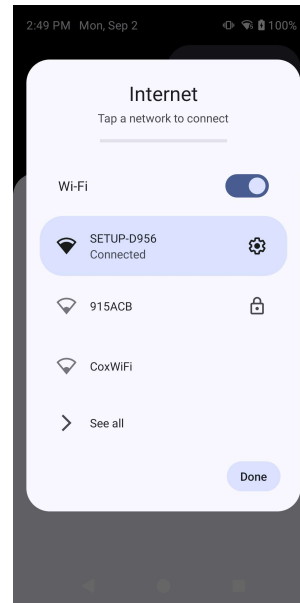 2:49 PM Mon, Sep 2 100%
Internet
Tap a network to connect
Wi-Fi
SETUP-D956
Connected
915ACB
CoxWiFi
See all
Done